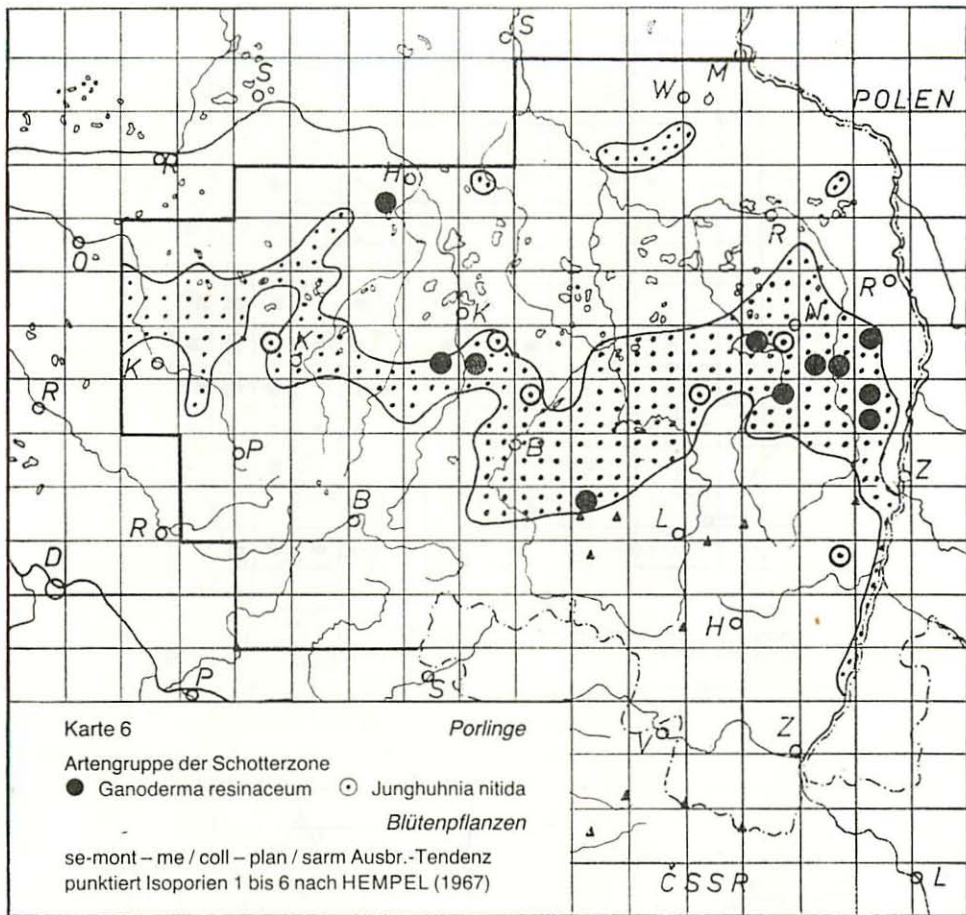 S
S
W
M
POLEN
R
H
O
R
K
R
K
K
N
R
P
B
B
Z
R
L
D
H
P
S
V
Z
ČSSR
L
Karte 6 Porlinge
Artengruppe der Schotterzone
Ganoderma resinaceum Junghuhnia nitida
Blütenpflanzen
se-mont – me / coll – plan / sarm Ausbr.-Tendenz
punktiert Isoporien 1 bis 6 nach HEMPEL (1967)